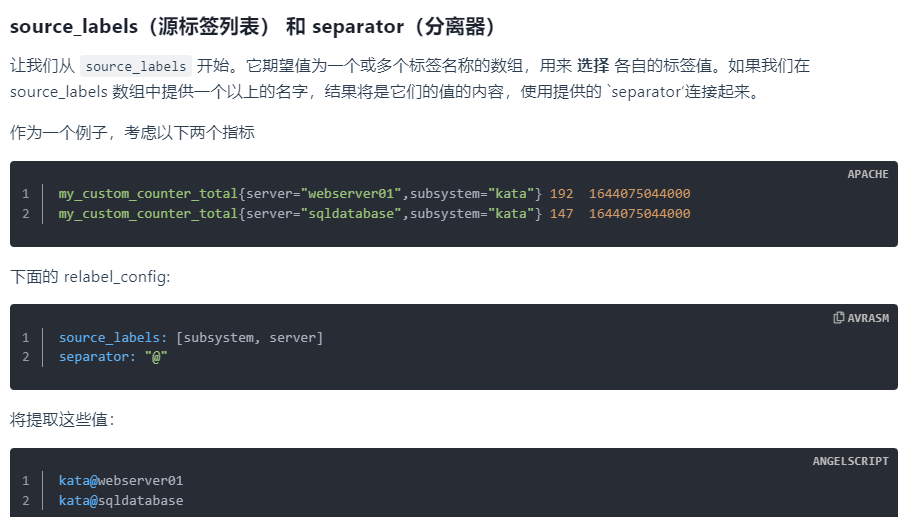 source_labels（源标签列表） 和 separator（分离器）
让我们从 source_labels 开始。它期望值为一个或多个标签名称的数组，用来 选择 各自的标签值。如果我们在
source_labels 数组中提供一个以上的名字，结果将是它们的值的内容，使用提供的 `separator‘连接起来。
作为一个例子，考虑以下两个指标
APACHE
1 my_custom_counter_total{server="webserver01",subsystem="kata"} 192  1644075044000
2 my_custom_counter_total{server="sqldatabase",subsystem="kata"} 147  1644075044000
下面的 relabel_config:
AVRASM
1 source_labels: [subsystem, server]
2 separator: "@"
将提取这些值：
ANGELSCRIPT
1 kata@webserver01
2 kata@sqldatabase